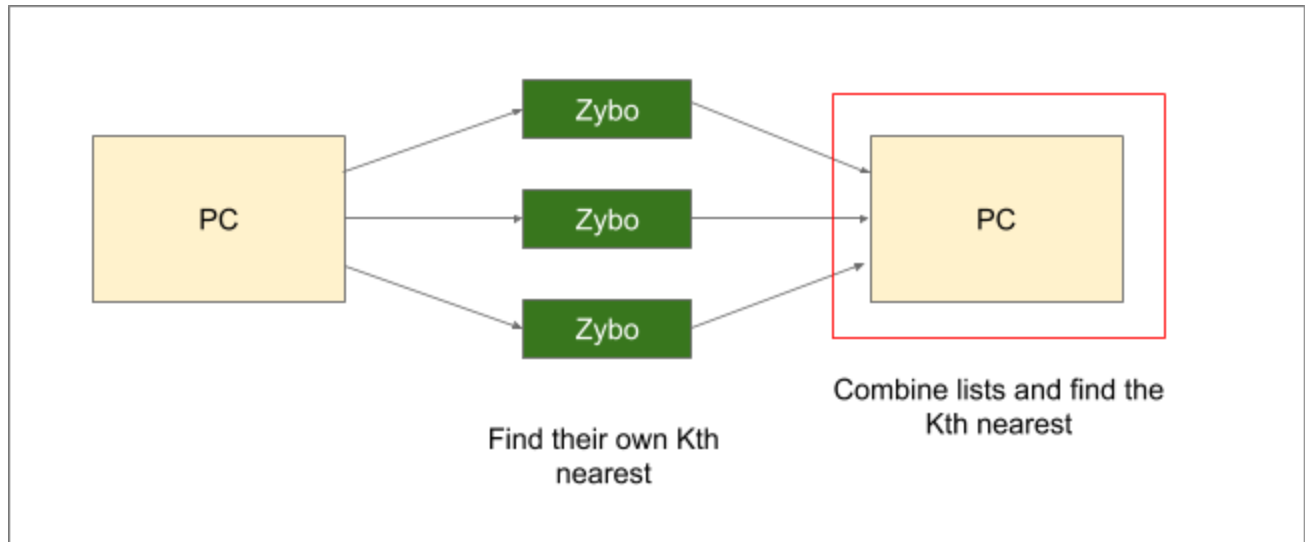 PC
Zybo
Zybo
Zybo
PC
Find their own Kth
nearest
Combine lists and find the
Kth nearest